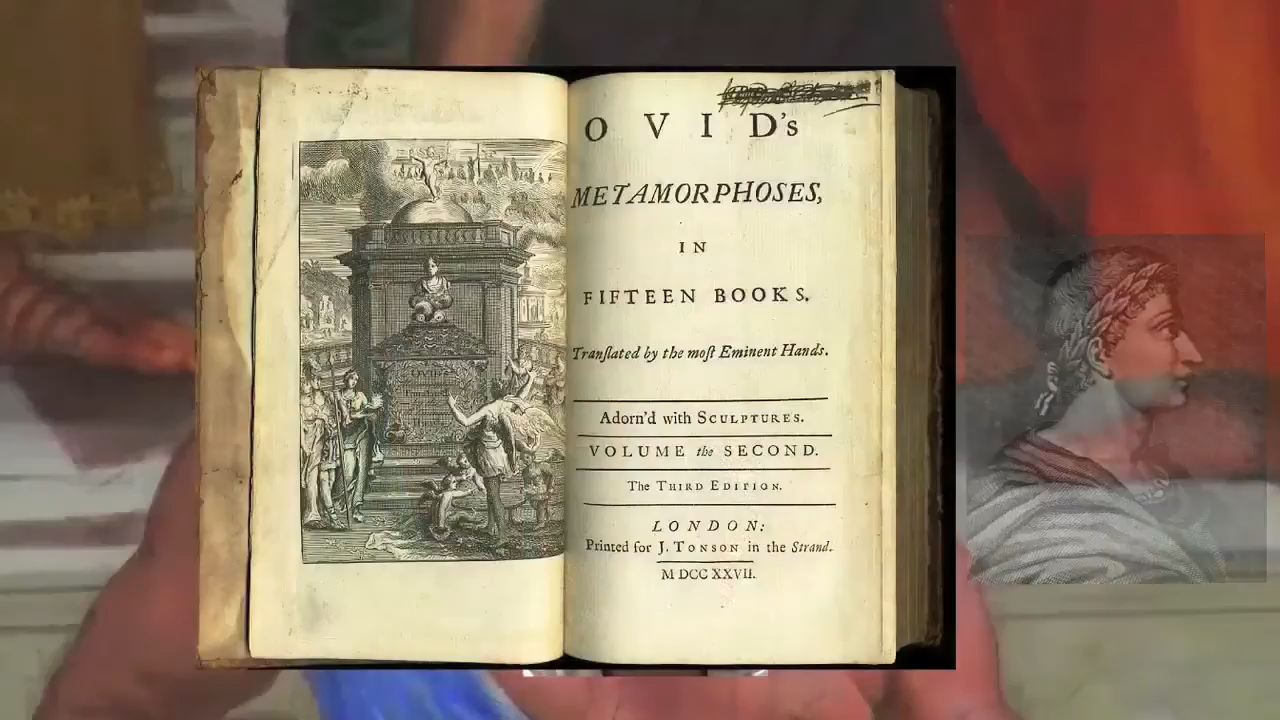 OVID's
METAMORPHOSES,
IN
FIFTEEN BOOKS.
Tranſlated by the moſt Eminent Hands.
Adorn'd with SCULPTURES.
VOLUME the SECOND.
The THIRD EDITION.
LONDON:
Printed for J. TONSON in the Strand.
M DCC XXVII.